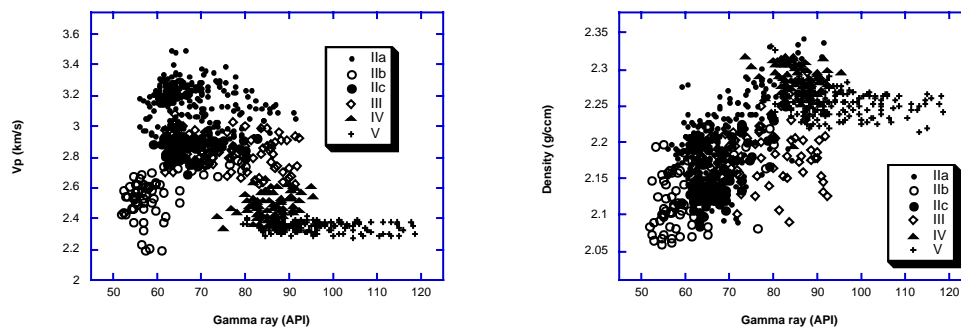 3.6
3.4
3.2
3
2.8
2.6
2.4
2.2
2
Vp (km/s)
50 60 70 80 90 100 110 120
Gamma ray (API)
IIa
IIb
IIc
III
IV
V
2.35
2.3
2.25
2.2
2.15
2.1
2.05
Density (g/ccm)
50 60 70 80 90 100 110 120
Gamma ray (API)
IIa
IIb
IIc
III
IV
V